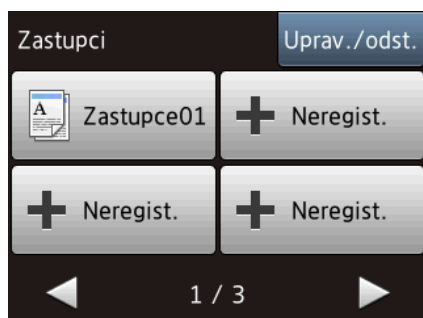 Zastupci
Uprav./odst.
A
Zastupce01
Neregist.
Neregist.
Neregist.
1 / 3